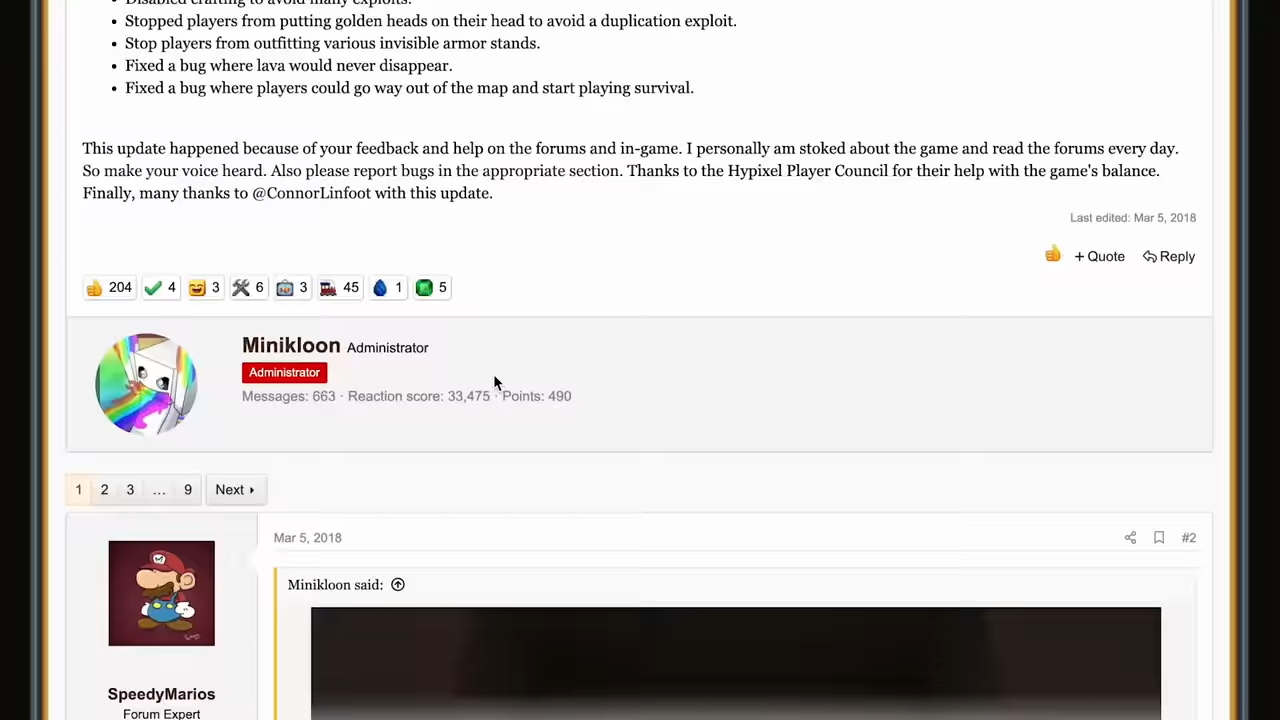 Disabled crafting to avoid many exploits.
• Stopped players from putting golden heads on their head to avoid a duplication exploit.
• Stop players from outfitting various invisible armor stands.
• Fixed a bug where lava would never disappear.
• Fixed a bug where players could go way out of the map and start playing survival.
This update happened because of your feedback and help on the forums and in-game. I personally am stoked about the game and read the forums every day.
So make your voice heard. Also please report bugs in the appropriate section. Thanks to the Hypixel Player Council for their help with the game's balance.
Finally, many thanks to @ConnorLinfoot with this update.
Last edited: Mar 5, 2018
+ Quote Reply
204 4 3 6 3 45 1 5
Minikloon Administrator
Administrator
Messages: 663 · Reaction score: 33,475 · Points: 490
1 2 3 ... 9 Next
Mar 5, 2018 #2
Minikloon said:
SpeedyMarios
Forum Expert